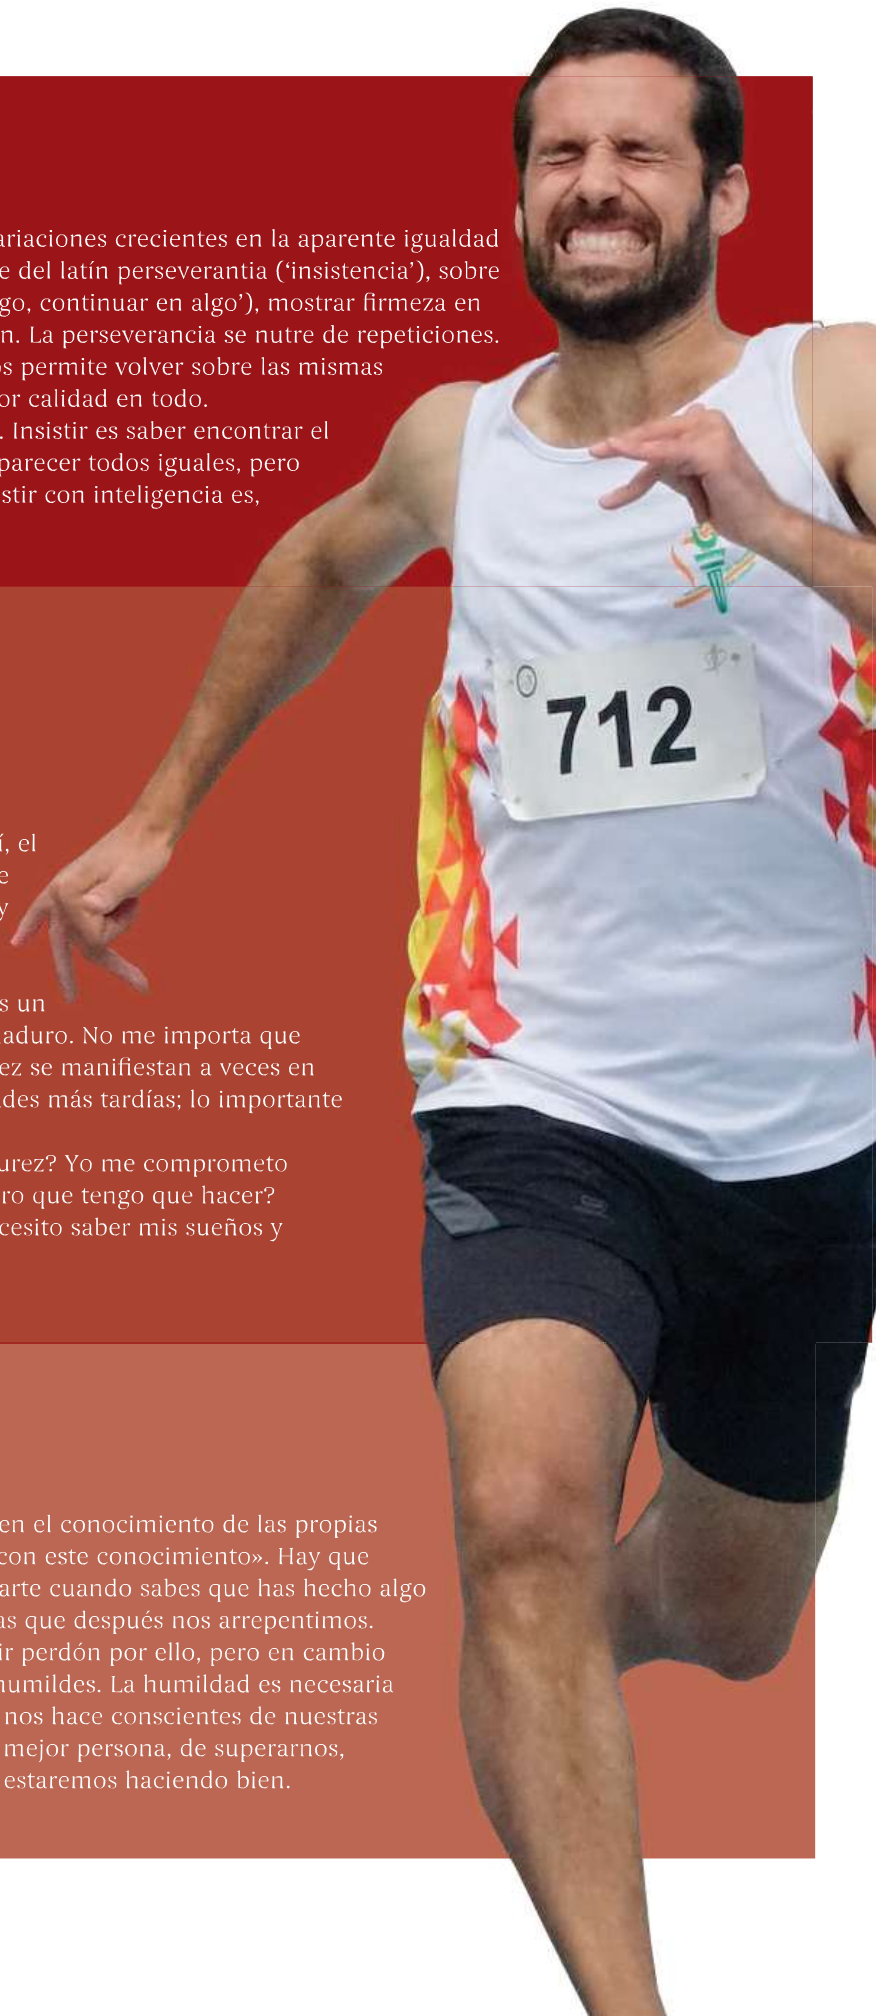 ariaciones crecientes en la aparente igualdad
e del latín perseverantia (‘insistencia’), sobre
go, continuar en algo’), mostrar firmeza en
n. La perseverancia se nutre de repeticiones.
os permite volver sobre las mismas
or calidad en todo.
. Insistir es saber encontrar el
parecer todos iguales, pero
stir con inteligencia es,
712
í, el
e
y
s un
aduro. No me importa que
ez se manifiestan a veces en
des más tardías; lo importante
urez? Yo me comprometo
ro que tengo que hacer?
cesito saber mis sueños y
en el conocimiento de las propias
con este conocimiento». Hay que
arte cuando sabes que has hecho algo
as que después nos arrepentimos.
ir perdón por ello, pero en cambio
humildes. La humildad es necesaria
nos hace conscientes de nuestras
mejor persona, de superarnos,
estaremos haciendo bien.